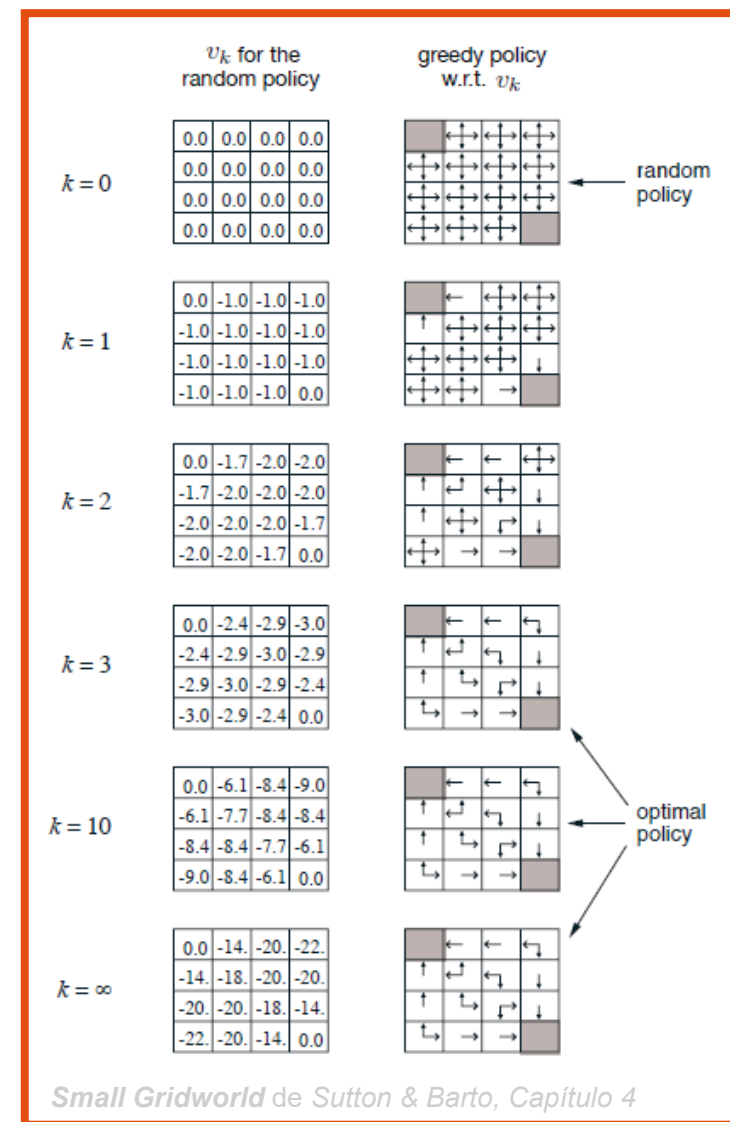 v_k for the
random policy
greedy policy
w.r.t. v_k
k = 0
0.0 0.0 0.0 0.0
0.0 0.0 0.0 0.0
0.0 0.0 0.0 0.0
0.0 0.0 0.0 0.0
random
policy
k = 1
0.0 -1.0 -1.0 -1.0
-1.0 -1.0 -1.0 -1.0
-1.0 -1.0 -1.0 -1.0
-1.0 -1.0 -1.0 0.0
k = 2
0.0 -1.7 -2.0 -2.0
-1.7 -2.0 -2.0 -2.0
-2.0 -2.0 -2.0 -1.7
-2.0 -2.0 -1.7 0.0
k = 3
0.0 -2.4 -2.9 -3.0
-2.4 -2.9 -3.0 -2.9
-2.9 -3.0 -2.9 -2.4
-3.0 -2.9 -2.4 0.0
k = 10
0.0 -6.1 -8.4 -9.0
-6.1 -7.7 -8.4 -8.4
-8.4 -8.4 -7.7 -6.1
-9.0 -8.4 -6.1 0.0
optimal
policy
k = ∞
0.0 -14. -20. -22.
-14. -18. -20. -20.
-20. -20. -18. -14.
-22. -20. -14. 0.0
Small Gridworld de Sutton & Barto, Capítulo 4